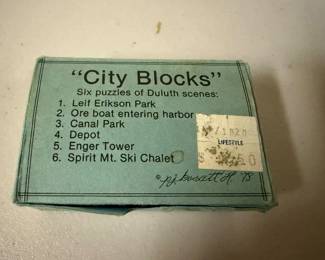 "City Blocks"
Six puzzles of Duluth scenes:
1. Leif Erikson Park
2. Ore boat entering harbor
3. Canal Park
4. Depot
5. Enger Tower
6. Spirit Mt. Ski Chalet
LIFESTYLE
$